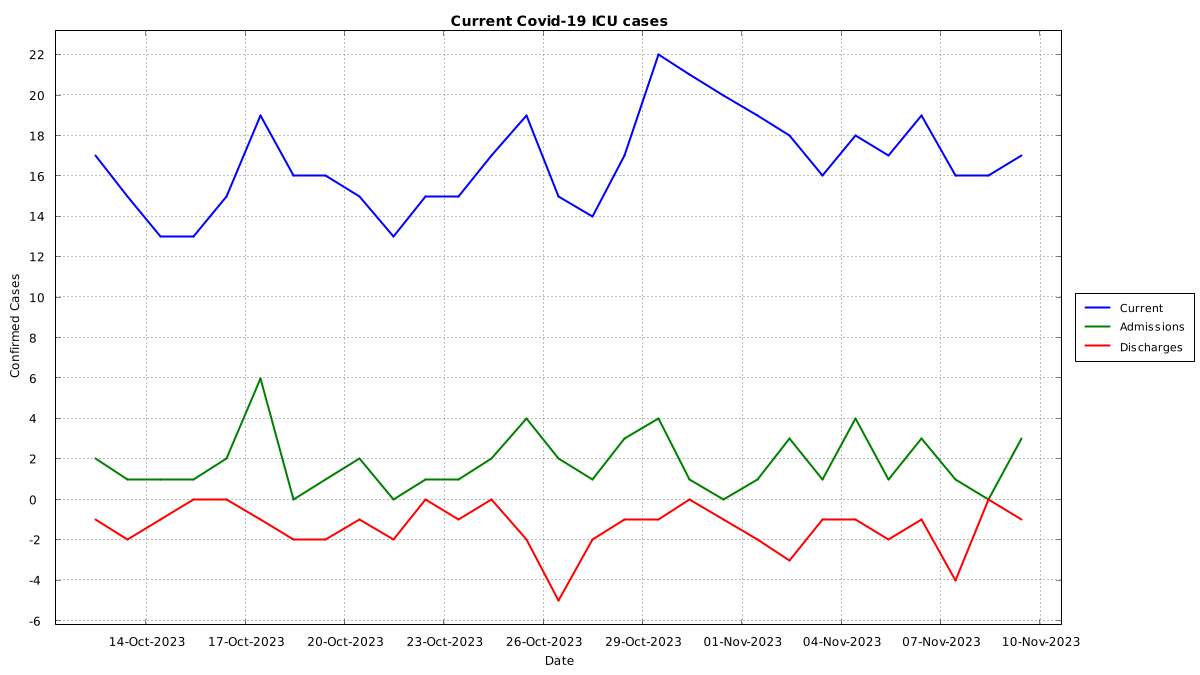 Current Covid-19 ICU cases
22
20
18
16
14
12
10
8
6
4
2
0
-2
-4
-6
Confirmed Cases
14-Oct-2023 17-Oct-2023 20-Oct-2023 23-Oct-2023 26-Oct-2023 29-Oct-2023 01-Nov-2023 04-Nov-2023 07-Nov-2023 10-Nov-2023
Date
Current
Admissions
Discharges